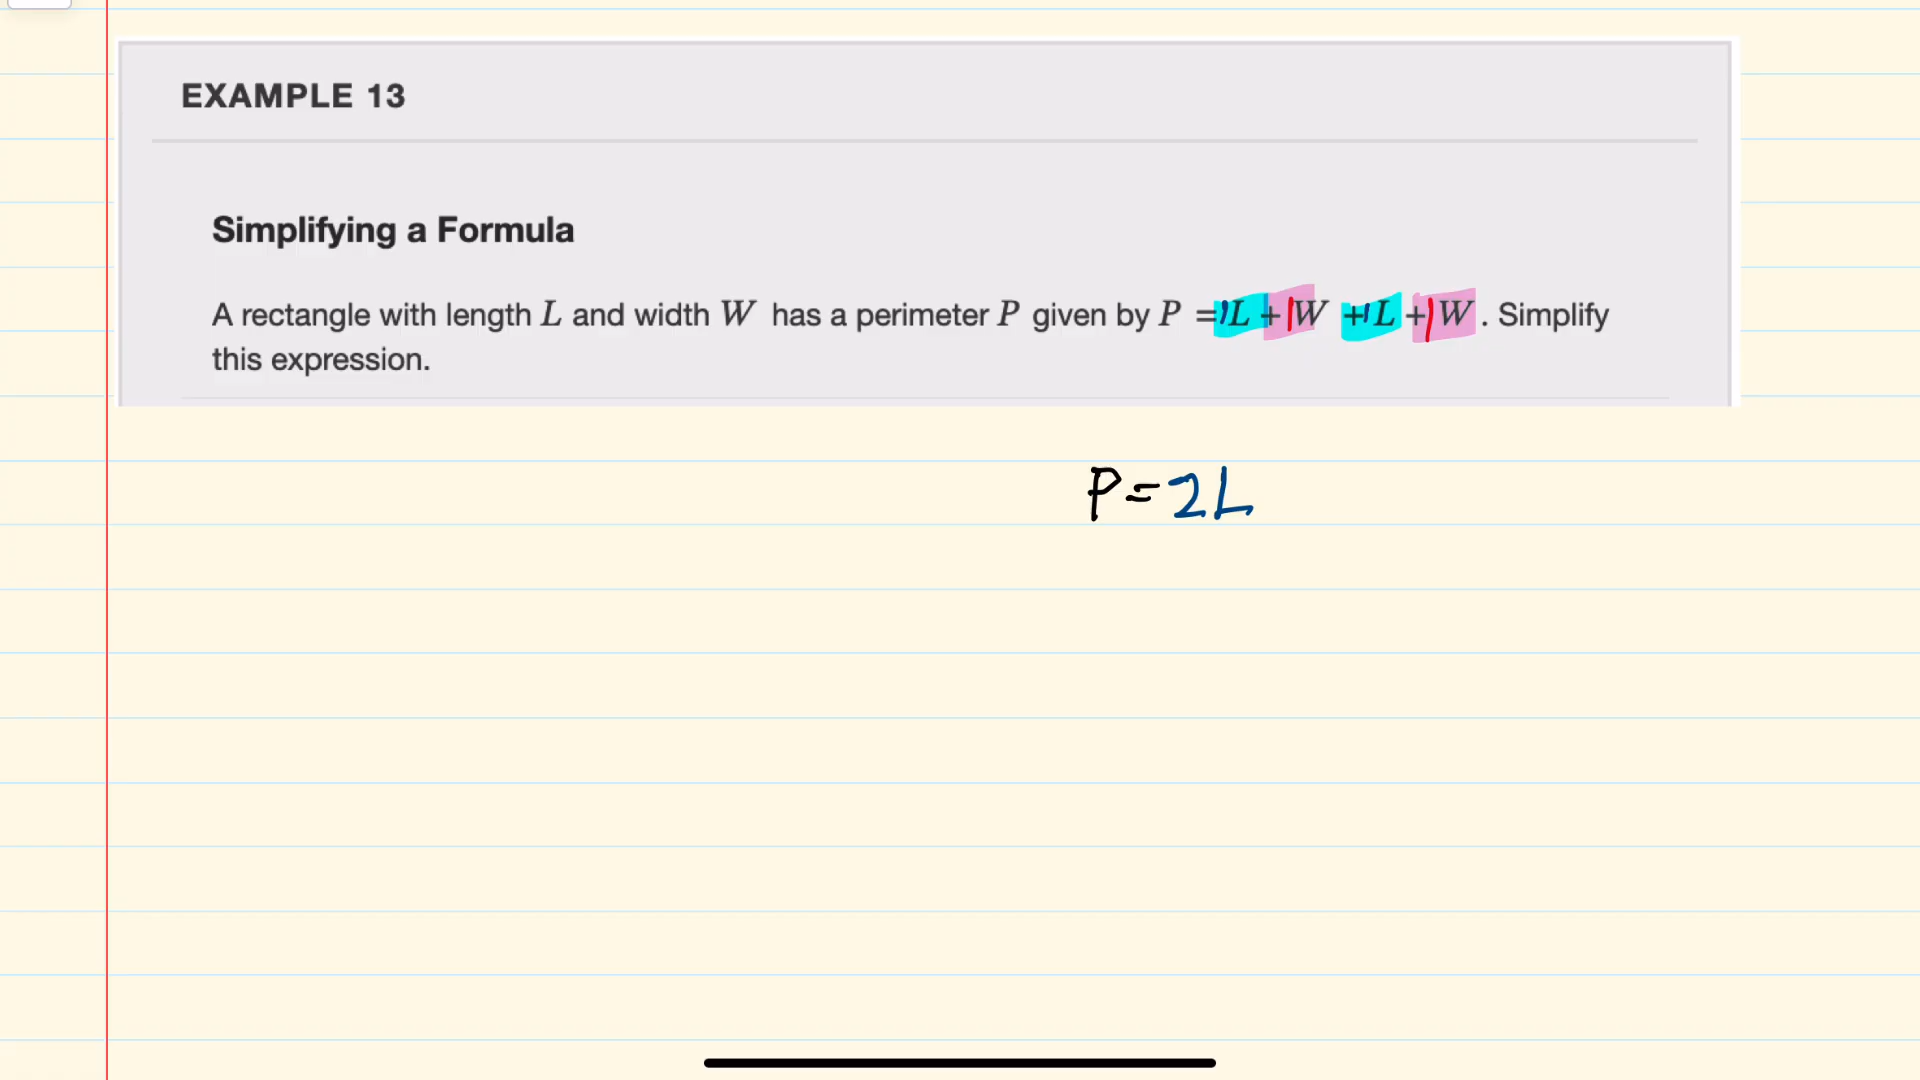 EXAMPLE 13
Simplifying a Formula
A rectangle with length L and width W has a perimeter P given by P = 1L + 1W + 1L + 1W . Simplify
this expression.
P = 2L